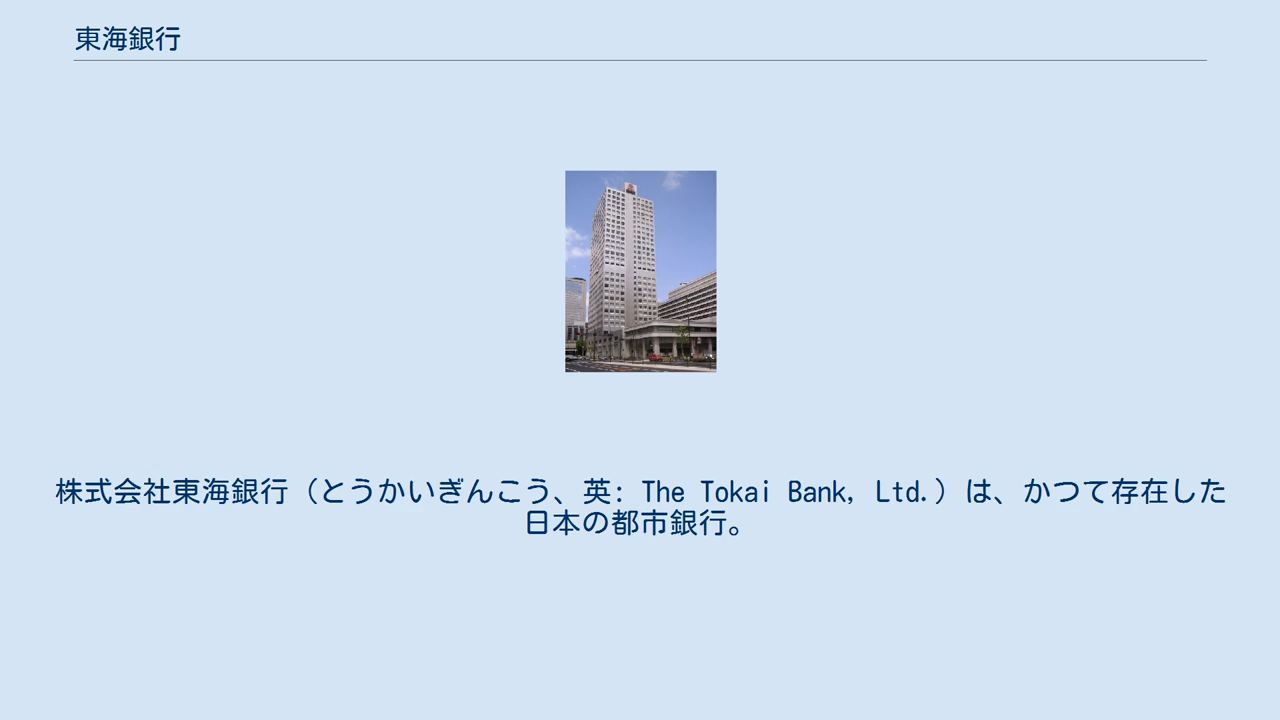 東海銀行
株式会社東海銀行（とうかいぎんこう、英: The Tokai Bank, Ltd.）は、かつて存在した
日本の都市銀行。